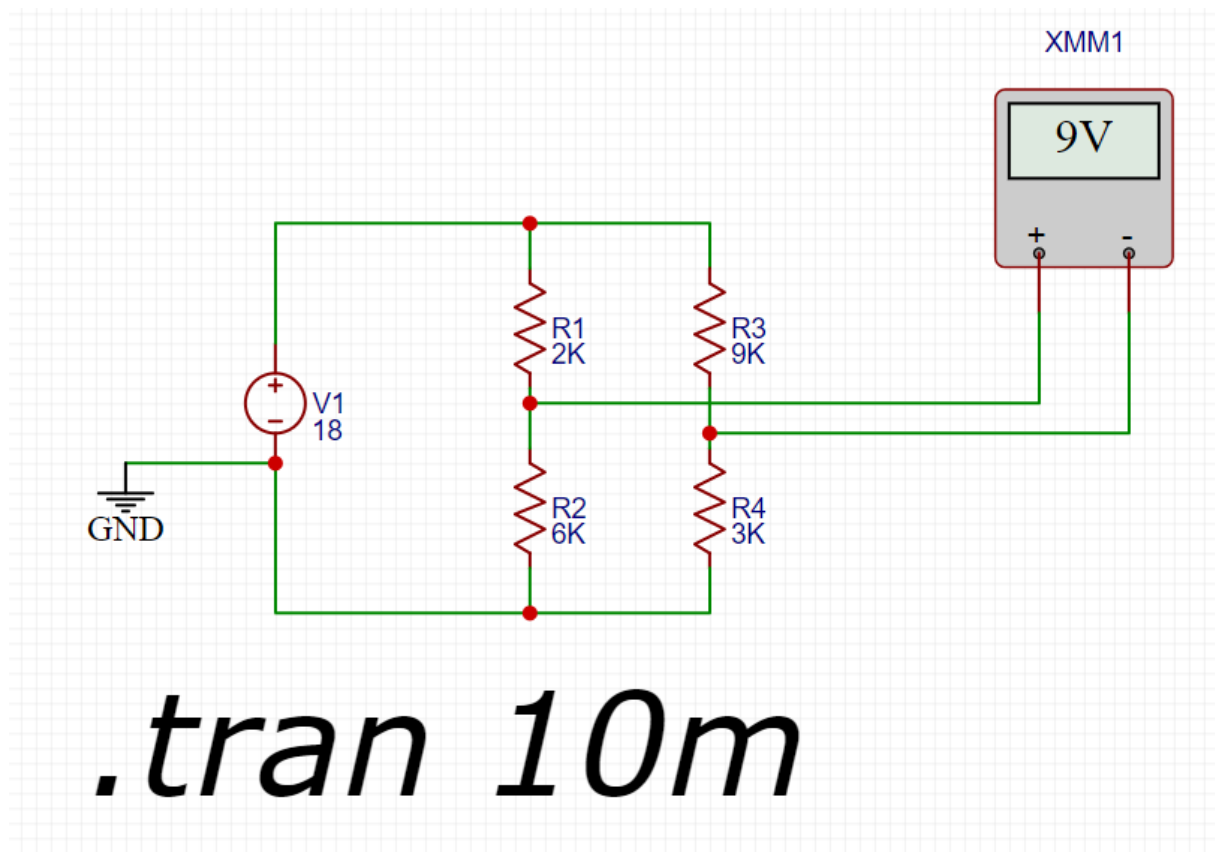 XMM1
9V
+
-
R1
2K
R3
9K
+
V1
18
−
GND
R2
6K
R4
3K
.tran 10m